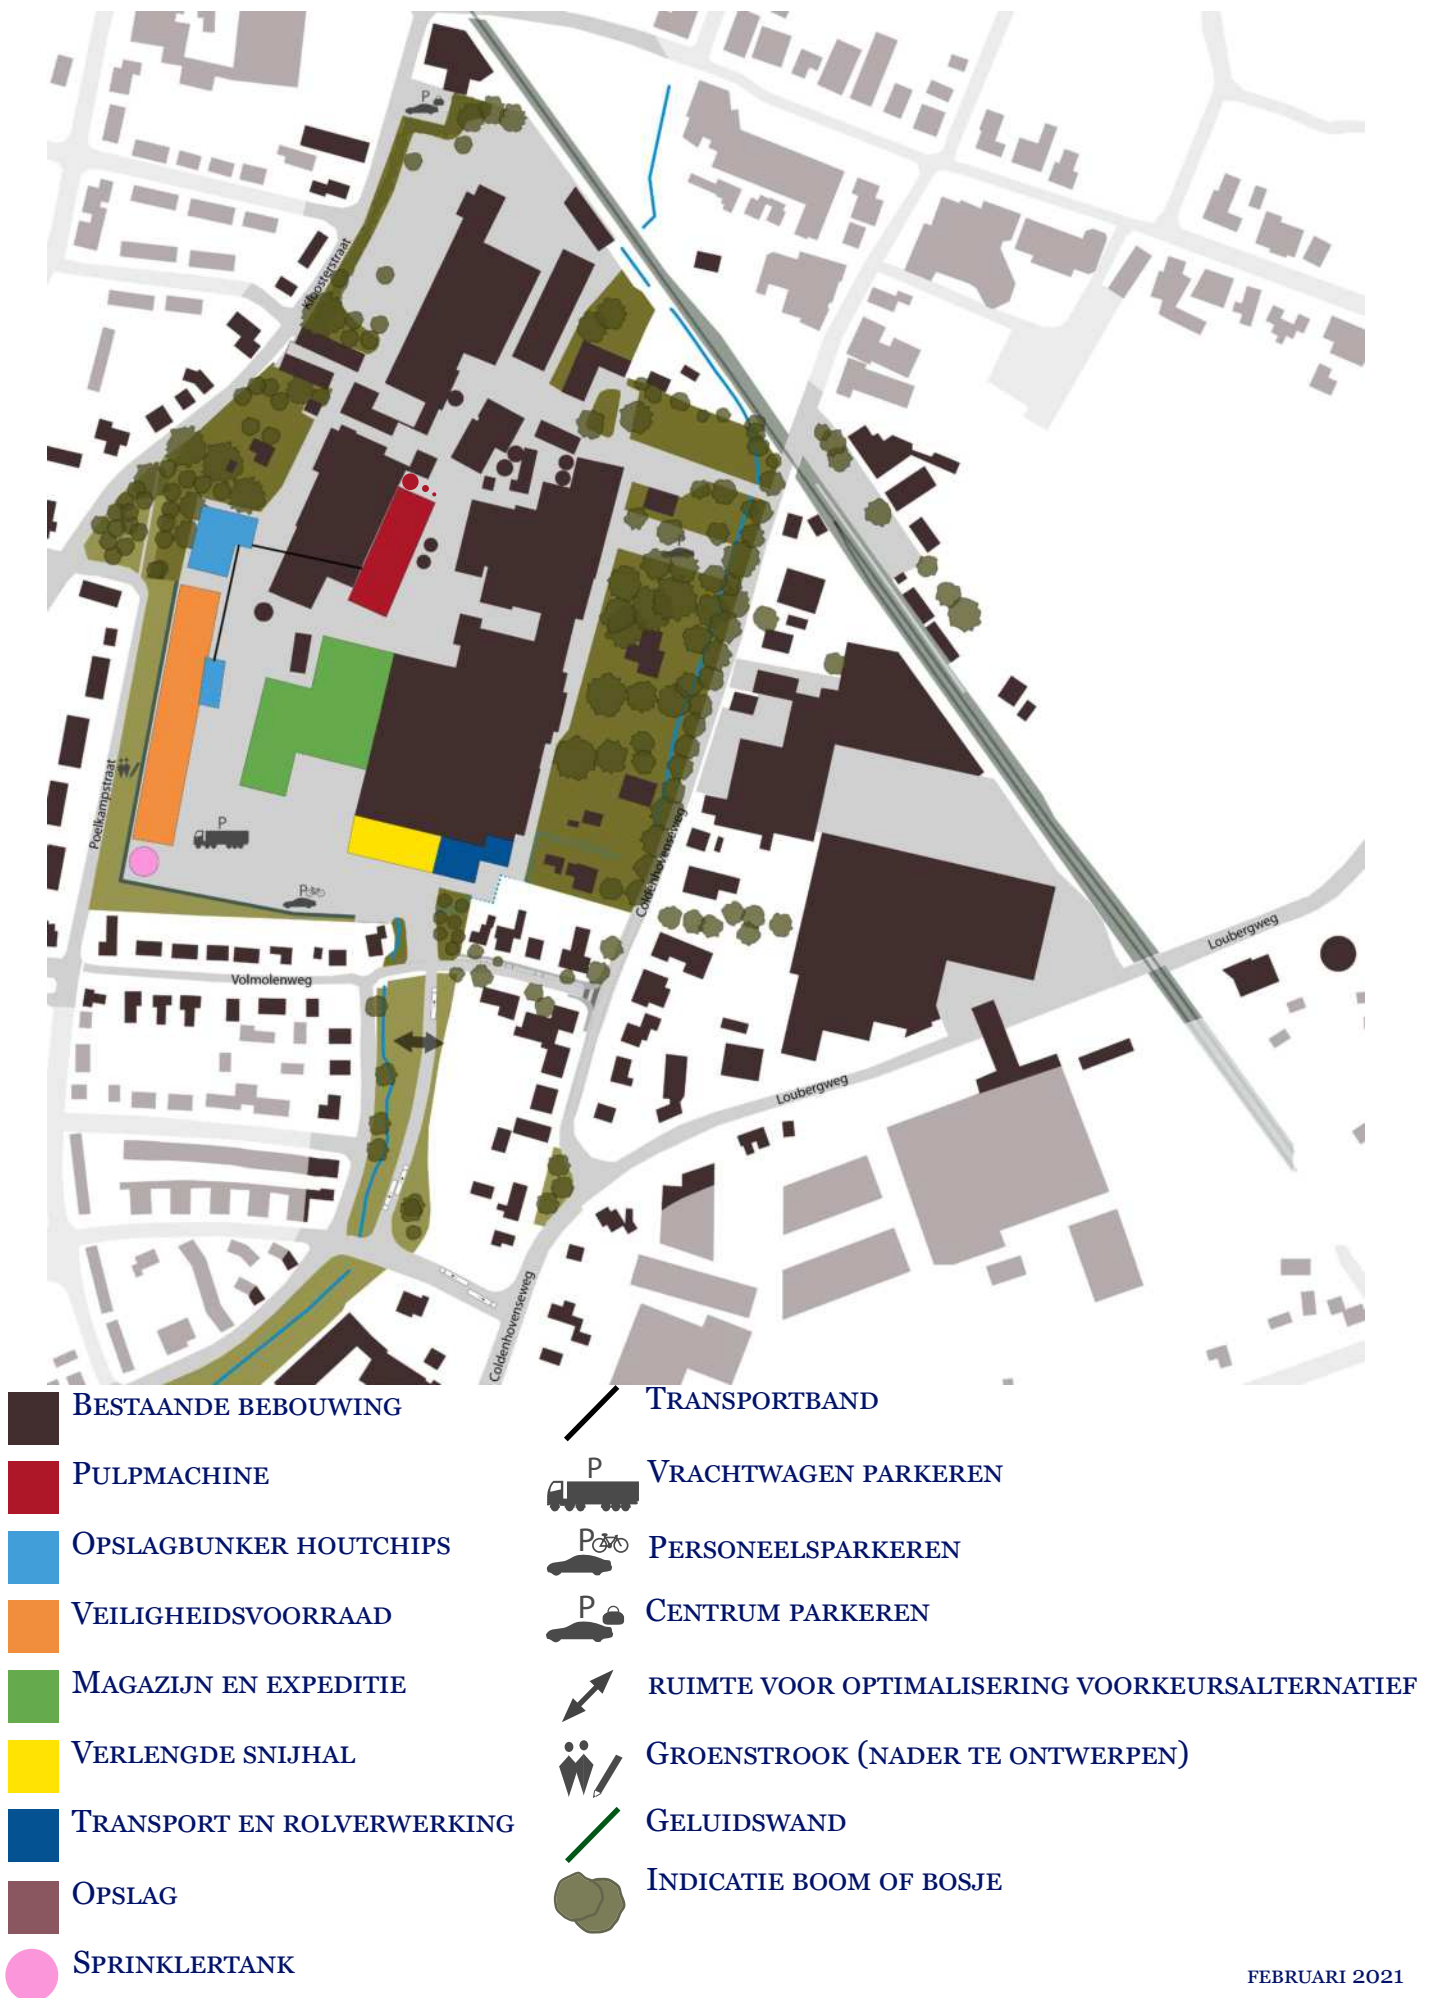 P
Kloosterstraat
P
Poelkampstraat
P
P
Coldenhovenseweg
Volmolenweg
Loubergweg
Loubergweg
Coldenhovenseweg
Bestaande bebouwing
Pulpmachine
Opslagbunker houtchips
Veiligheidsvoorraad
Magazijn en expeditie
Verlengde snijhal
Transport en rolverwerking
Opslag
Sprinklertank
Transportband
P
Vrachtwagen parkeren
P
Personeelsparkeren
P
Centrum parkeren
ruimte voor optimalisering voorkeursalternatief
Groenstrook (nader te ontwerpen)
Geluidswand
Indicatie boom of bosje
februari 2021